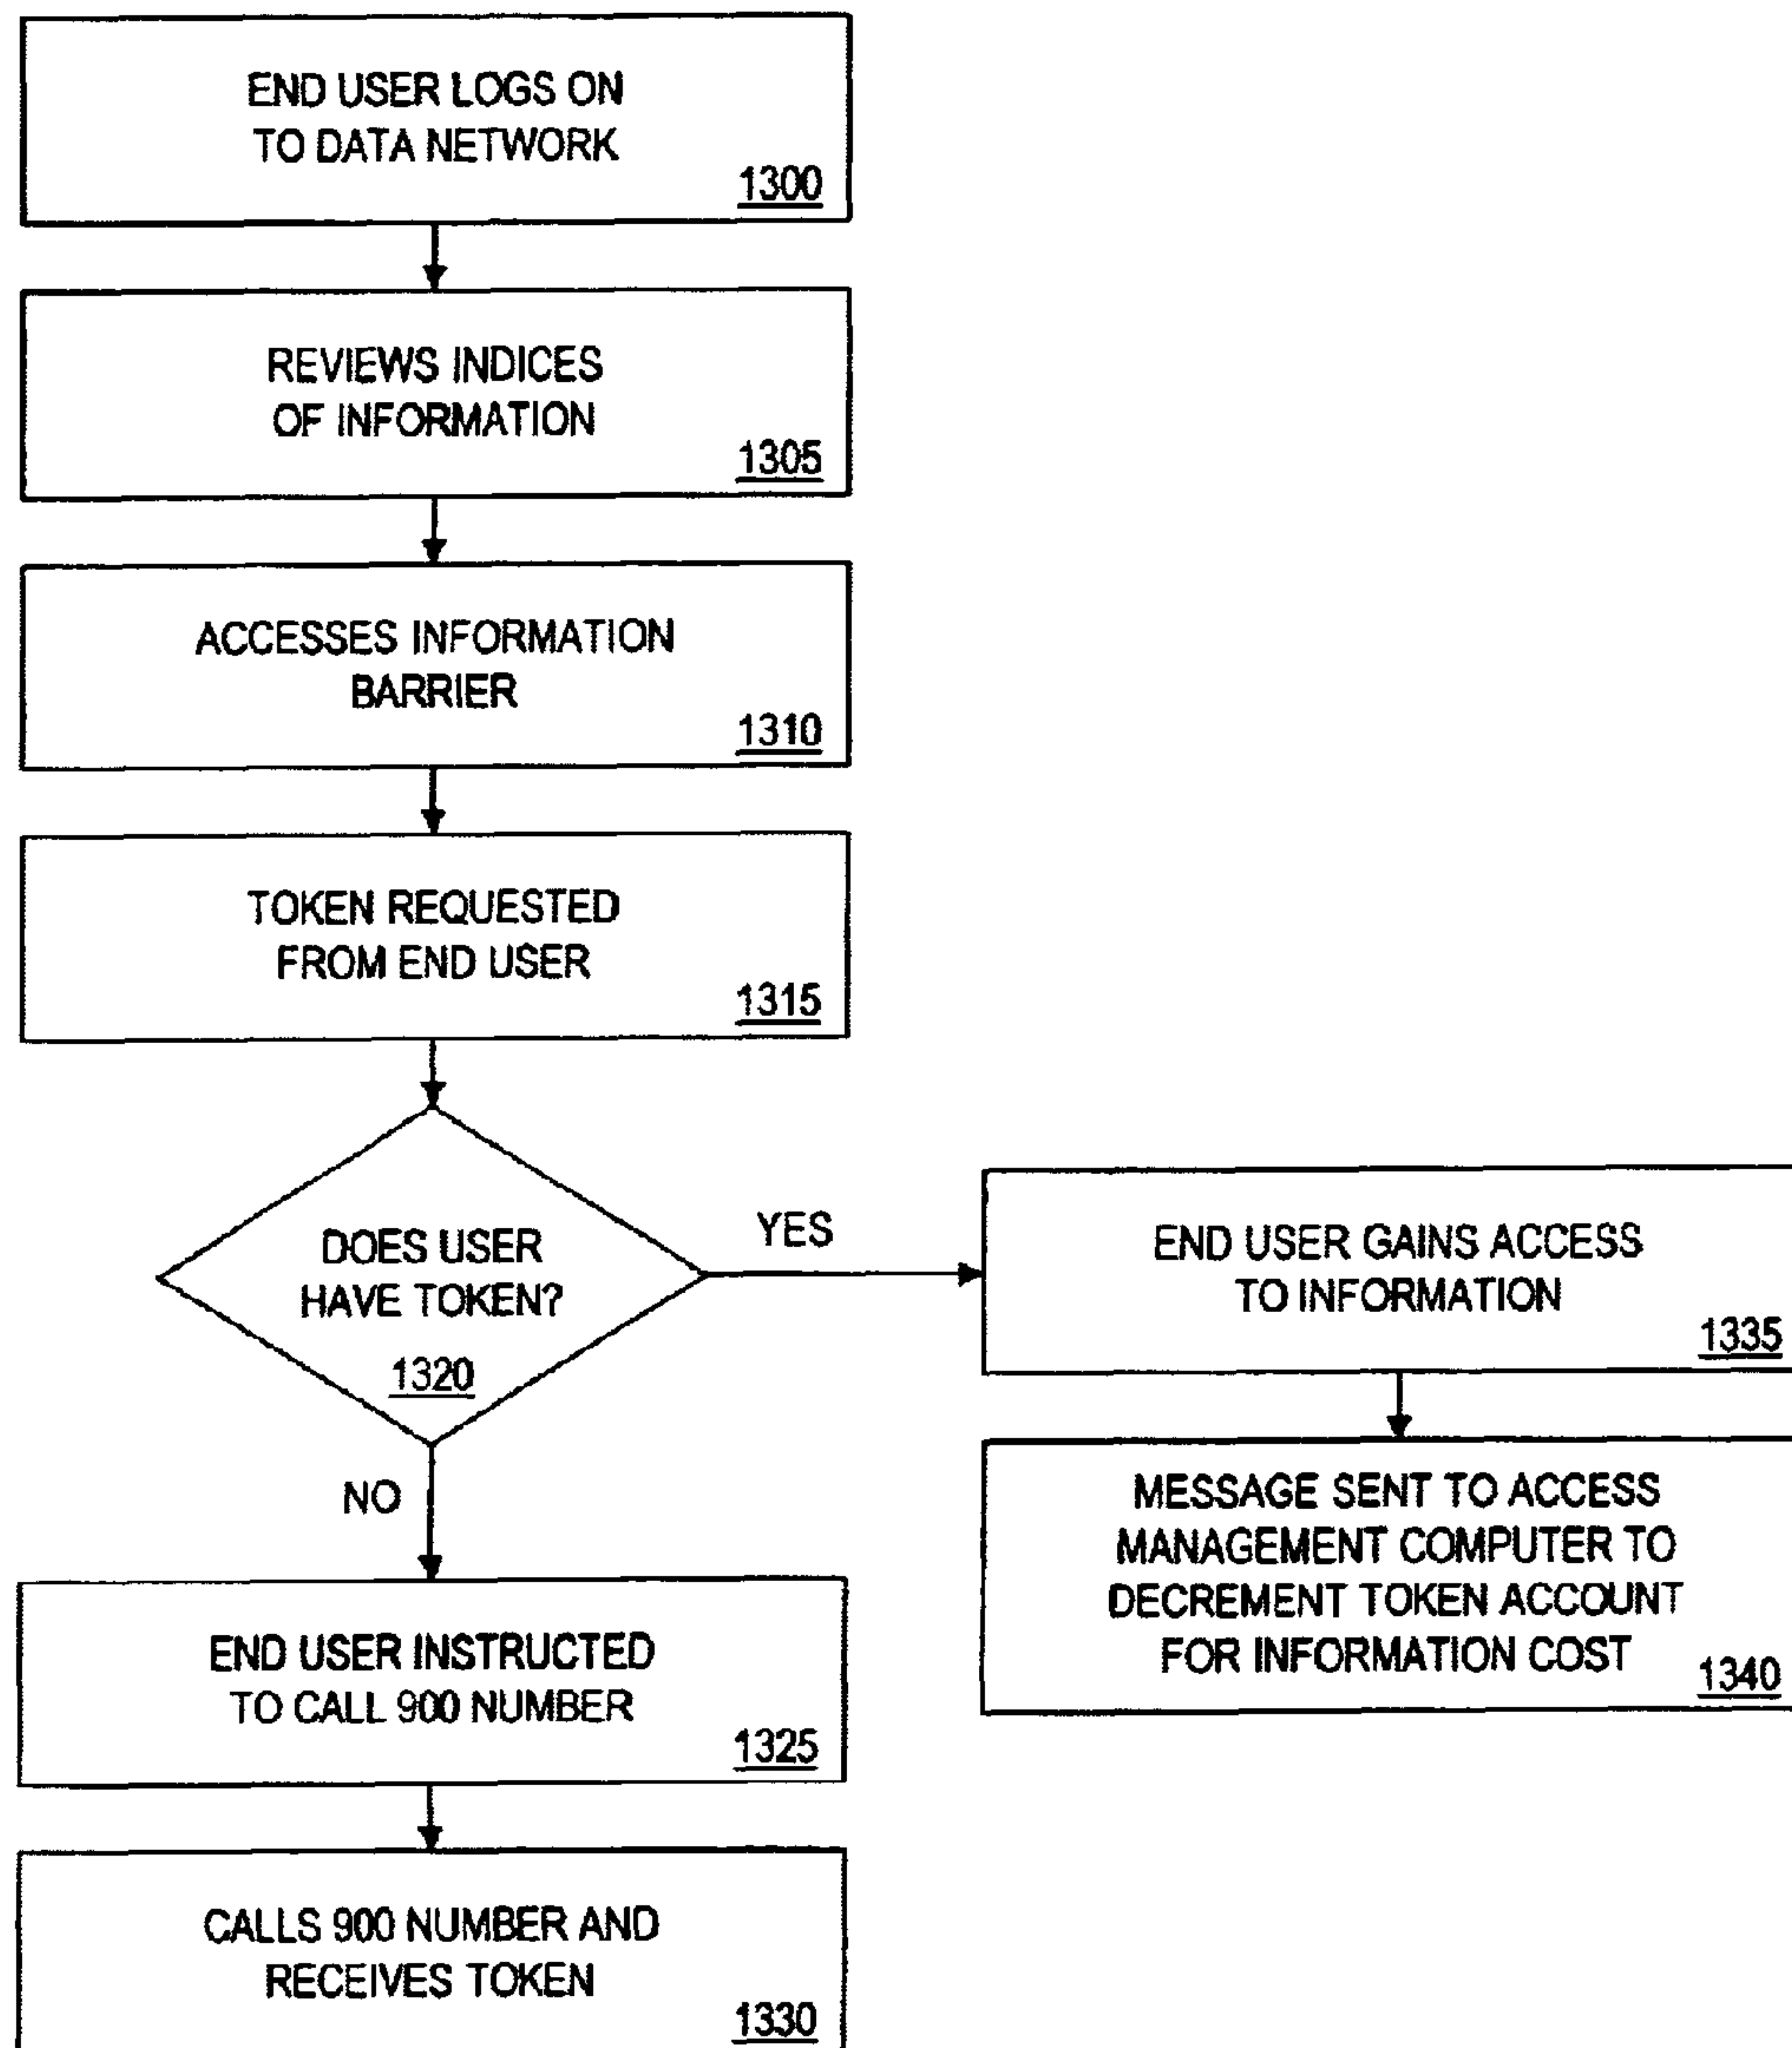 END USER LOGS ON
TO DATA NETWORK
1300
REVIEWS INDICES
OF INFORMATION
1305
ACCESSES INFORMATION
BARRIER
1310
TOKEN REQUESTED
FROM END USER
1315
DOES USER
HAVE TOKEN?
1320
YES
END USER GAINS ACCESS
TO INFORMATION
1335
MESSAGE SENT TO ACCESS
MANAGEMENT COMPUTER TO
DECREMENT TOKEN ACCOUNT
FOR INFORMATION COST
1340
NO
END USER INSTRUCTED
TO CALL 900 NUMBER
1325
CALLS 900 NUMBER AND
RECEIVES TOKEN
1330